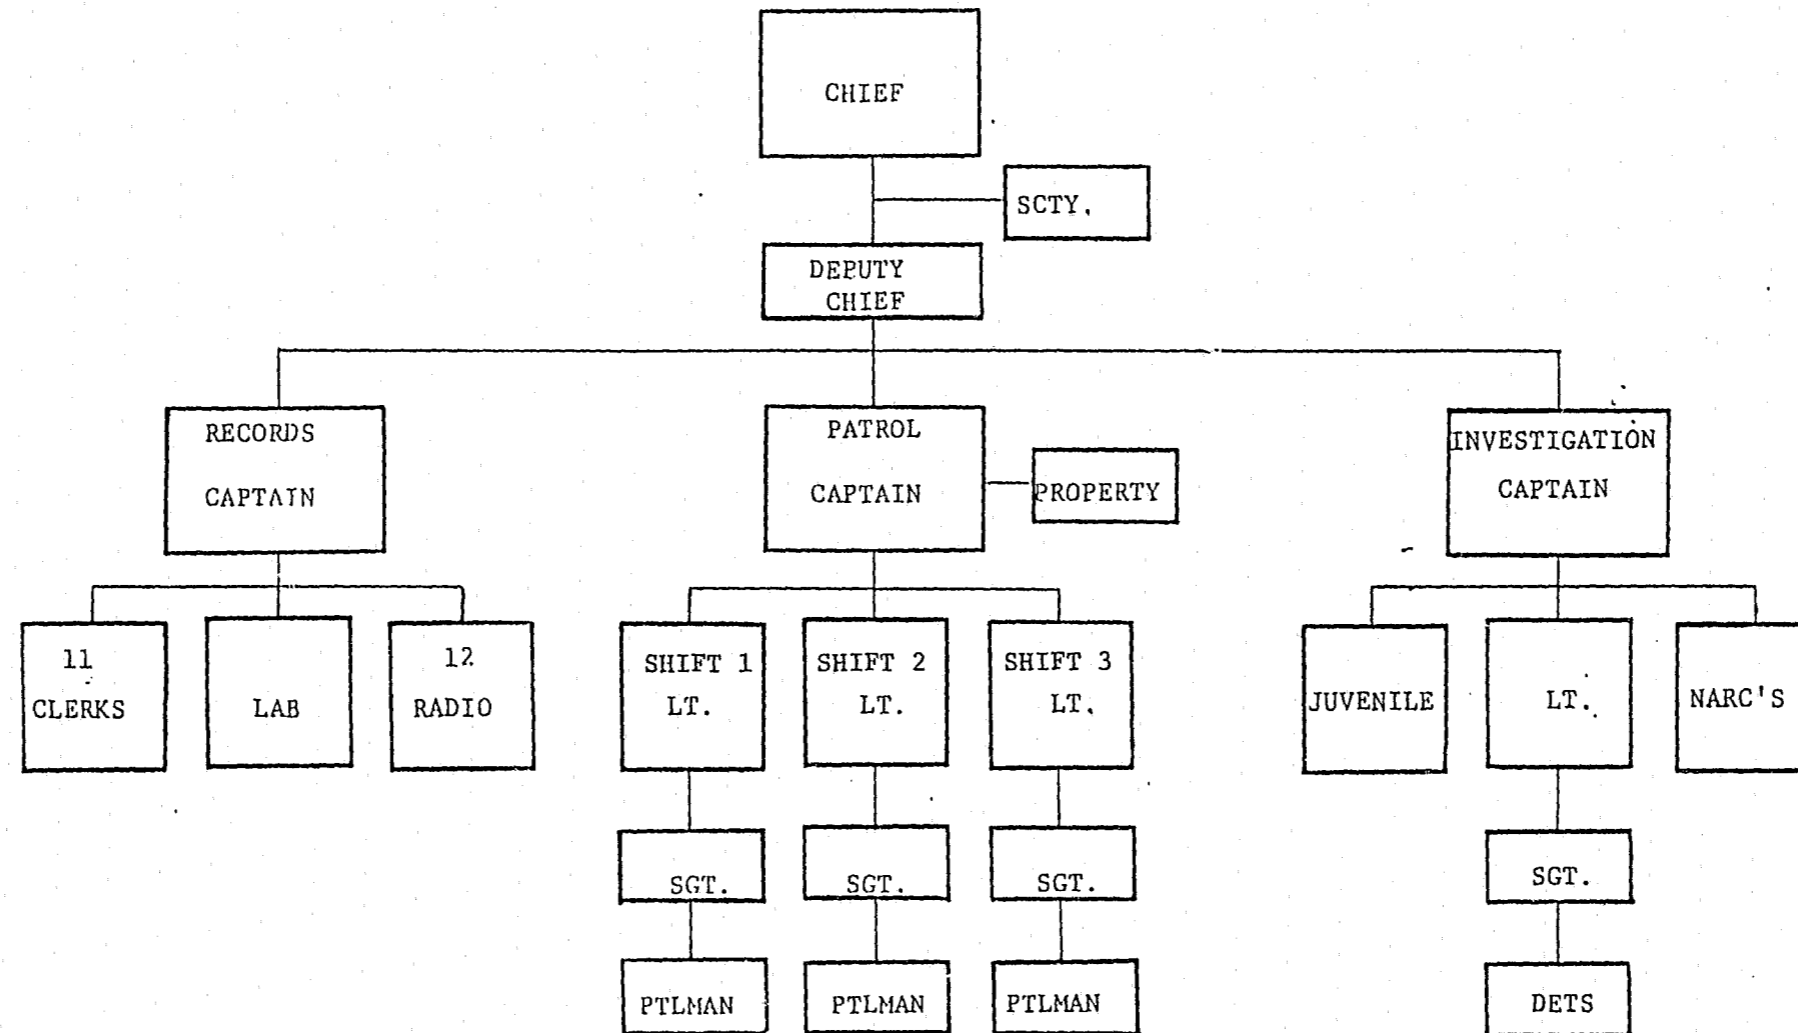 CHIEF
SCTY.
DEPUTY
CHIEF
RECORDS
CAPTAIN
PATROL
CAPTAIN
PROPERTY
INVESTIGATION
CAPTAIN
11
CLERKS
LAB
12
RADIO
SHIFT 1
LT.
SHIFT 2
LT.
SHIFT 3
LT.
JUVENILE
LT.
NARC'S
SGT.
SGT.
SGT.
SGT.
PTLMAN
PTLMAN
PTLMAN
DETS